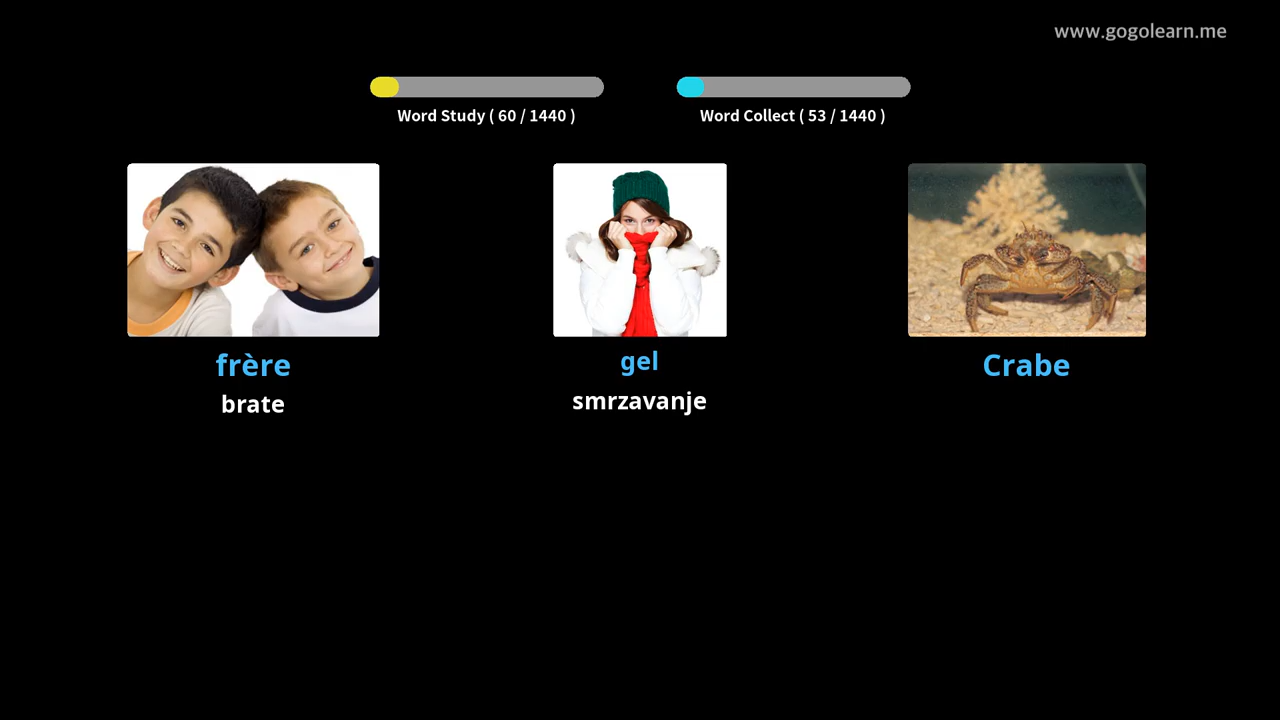 www.gogolearn.me
Word Study ( 60 / 1440 )
Word Collect ( 53 / 1440 )
frère
brate
gel
smrzavanje
Crabe